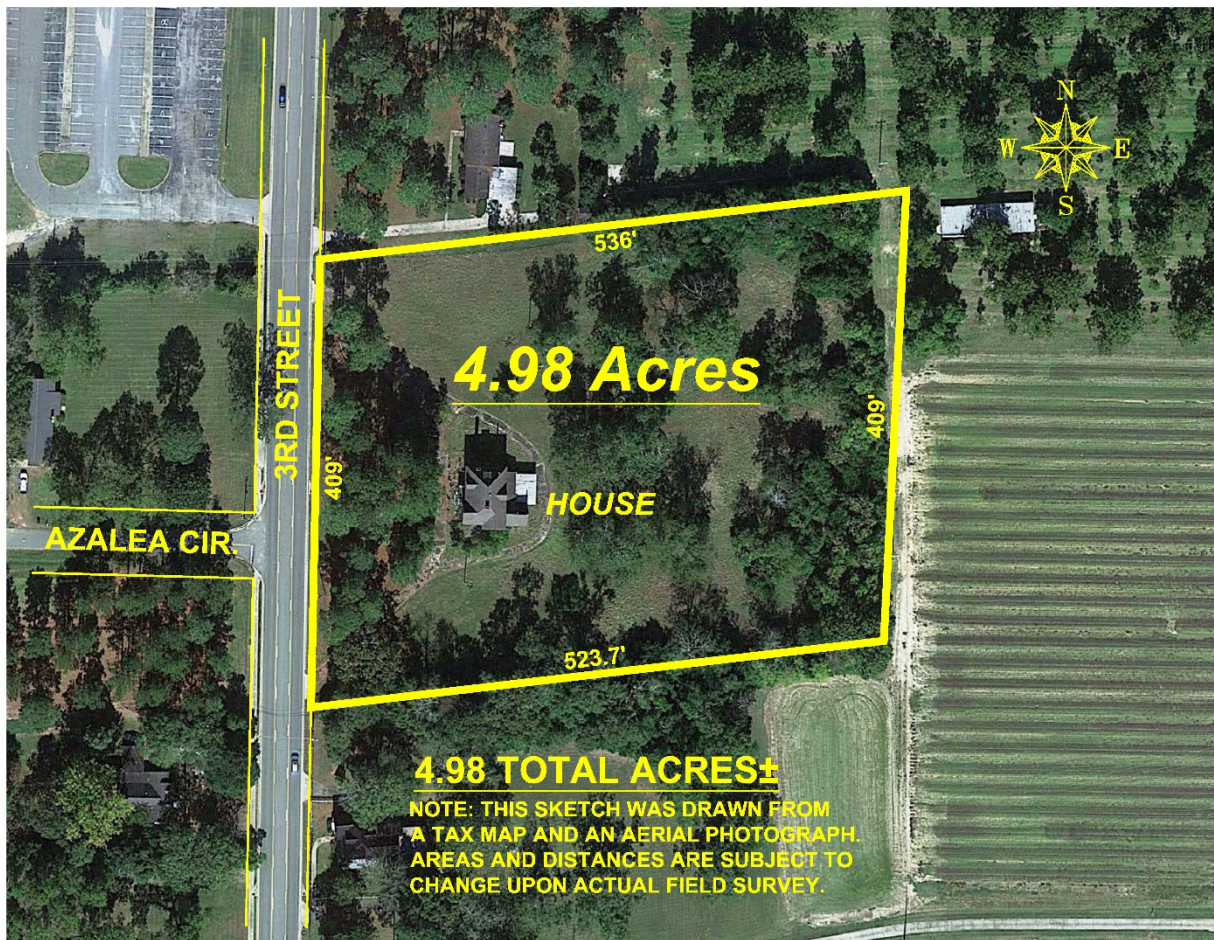 N
W E
S
536'
3RD STREET
4.98 Acres
409'
409'
HOUSE
AZALEA CIR.
523.7'
4.98 TOTAL ACRES±
NOTE: THIS SKETCH WAS DRAWN FROM
A TAX MAP AND AN AERIAL PHOTOGRAPH.
AREAS AND DISTANCES ARE SUBJECT TO
CHANGE UPON ACTUAL FIELD SURVEY.